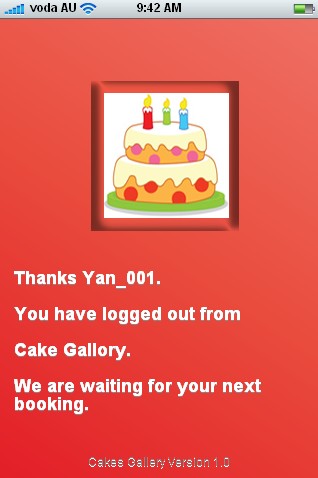 voda AU 9:42 AM
Thanks Yan_001.
You have logged out from
Cake Gallory.
We are waiting for your next
booking.
Cakes Gallery Version 1.0